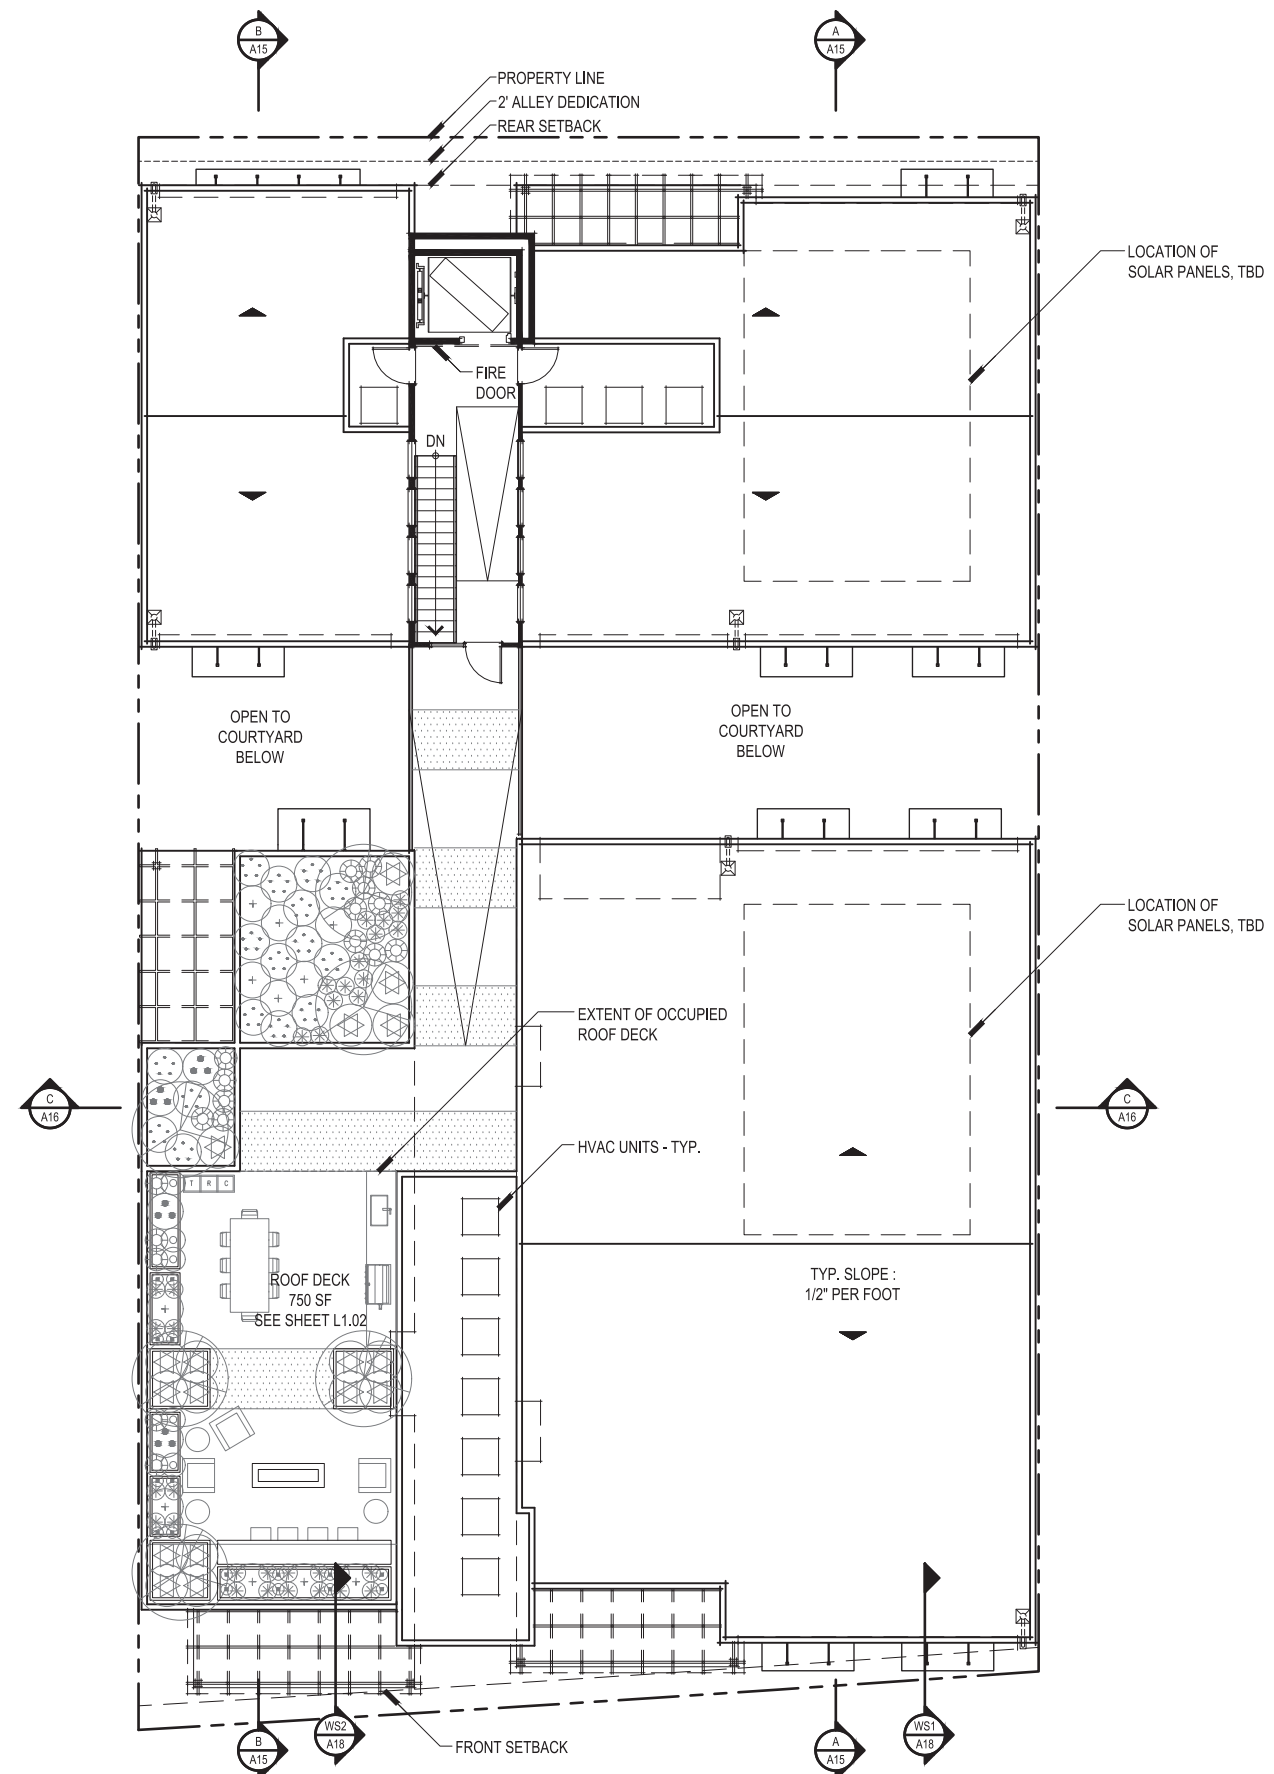 B
A15
A
A15
PROPERTY LINE
2' ALLEY DEDICATION
REAR SETBACK
LOCATION OF
SOLAR PANELS, TBD
FIRE
DOOR
DN
OPEN TO
COURTYARD
BELOW
OPEN TO
COURTYARD
BELOW
LOCATION OF
SOLAR PANELS, TBD
EXTENT OF OCCUPIED
ROOF DECK
C
A16
C
A16
HVAC UNITS - TYP.
T R C
ROOF DECK
750 SF
SEE SHEET L1.02
TYP. SLOPE :
1/2" PER FOOT
WS2
A18
WS1
A18
B
A15
A
A15
FRONT SETBACK